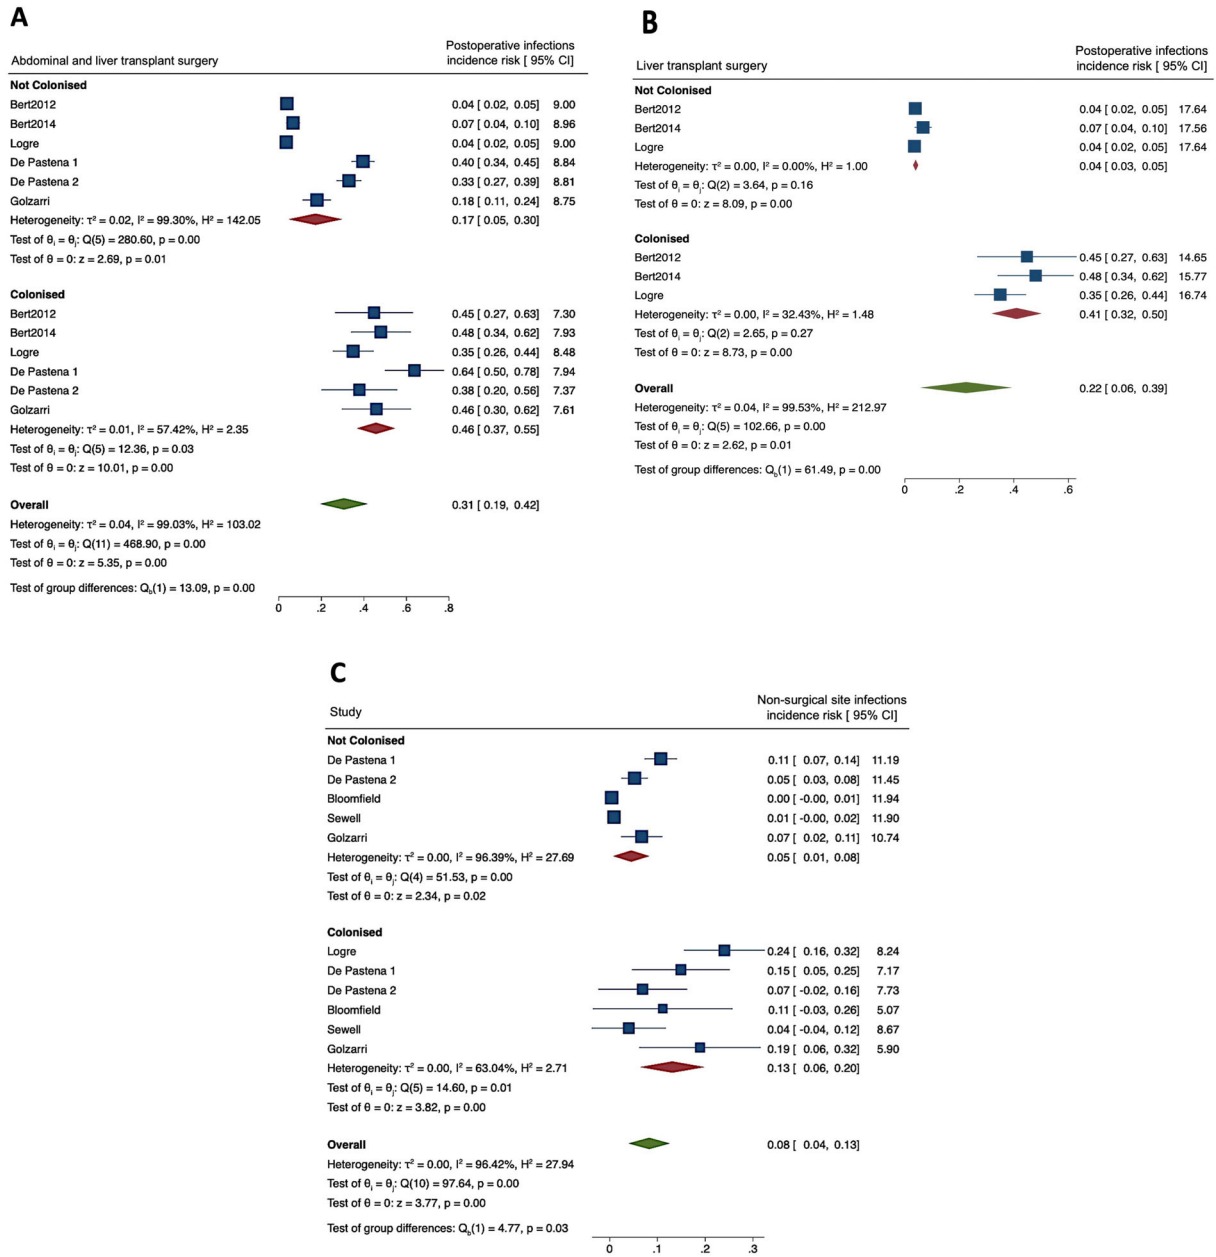 A
Abdominal and liver transplant surgery
Postoperative infections
incidence risk [ 95% CI]
Not Colonised
Bert2012 0.04 [ 0.02, 0.05] 9.00
Bert2014 0.07 [ 0.04, 0.10] 8.96
Logre 0.04 [ 0.02, 0.05] 9.00
De Pastena 1 0.40 [ 0.34, 0.45] 8.84
De Pastena 2 0.33 [ 0.27, 0.39] 8.81
Golzarri 0.18 [ 0.11, 0.24] 8.75
Heterogeneity: τ² = 0.02, I² = 99.30%, H² = 142.05 0.17 [ 0.05, 0.30]
Test of θi = θj: Q(5) = 280.60, p = 0.00
Test of θ = 0: z = 2.69, p = 0.01
Colonised
Bert2012 0.45 [ 0.27, 0.63] 7.30
Bert2014 0.48 [ 0.34, 0.62] 7.93
Logre 0.35 [ 0.26, 0.44] 8.48
De Pastena 1 0.64 [ 0.50, 0.78] 7.94
De Pastena 2 0.38 [ 0.20, 0.56] 7.37
Golzarri 0.46 [ 0.30, 0.62] 7.61
Heterogeneity: τ² = 0.01, I² = 57.42%, H² = 2.35 0.46 [ 0.37, 0.55]
Test of θi = θj: Q(5) = 12.36, p = 0.03
Test of θ = 0: z = 10.01, p = 0.00
Overall 0.31 [ 0.19, 0.42]
Heterogeneity: τ² = 0.04, I² = 99.03%, H² = 103.02
Test of θi = θj: Q(11) = 468.90, p = 0.00
Test of θ = 0: z = 5.35, p = 0.00
Test of group differences: Qb(1) = 13.09, p = 0.00
0 .2 .4 .6 .8
B
Liver transplant surgery
Postoperative infections
incidence risk [ 95% CI]
Not Colonised
Bert2012 0.04 [ 0.02, 0.05] 17.64
Bert2014 0.07 [ 0.04, 0.10] 17.56
Logre 0.04 [ 0.02, 0.05] 17.64
Heterogeneity: τ² = 0.00, I² = 0.00%, H² = 1.00 0.04 [ 0.03, 0.05]
Test of θi = θj: Q(2) = 3.64, p = 0.16
Test of θ = 0: z = 8.09, p = 0.00
Colonised
Bert2012 0.45 [ 0.27, 0.63] 14.65
Bert2014 0.48 [ 0.34, 0.62] 15.77
Logre 0.35 [ 0.26, 0.44] 16.74
Heterogeneity: τ² = 0.00, I² = 32.43%, H² = 1.48 0.41 [ 0.32, 0.50]
Test of θi = θj: Q(2) = 2.65, p = 0.27
Test of θ = 0: z = 8.73, p = 0.00
Overall 0.22 [ 0.06, 0.39]
Heterogeneity: τ² = 0.04, I² = 99.53%, H² = 212.97
Test of θi = θj: Q(5) = 102.66, p = 0.00
Test of θ = 0: z = 2.62, p = 0.01
Test of group differences: Qb(1) = 61.49, p = 0.00
0 .2 .4 .6
C
Study
Non-surgical site infections
incidence risk [ 95% CI]
Not Colonised
De Pastena 1 0.11 [ 0.07, 0.14] 11.19
De Pastena 2 0.05 [ 0.03, 0.08] 11.45
Bloomfield 0.00 [ -0.00, 0.01] 11.94
Sewell 0.01 [ -0.00, 0.02] 11.90
Golzarri 0.07 [ 0.02, 0.11] 10.74
Heterogeneity: τ² = 0.00, I² = 96.39%, H² = 27.69 0.05 [ 0.01, 0.08]
Test of θi = θj: Q(4) = 51.53, p = 0.00
Test of θ = 0: z = 2.34, p = 0.02
Colonised
Logre 0.24 [ 0.16, 0.32] 8.24
De Pastena 1 0.15 [ 0.05, 0.25] 7.17
De Pastena 2 0.07 [ -0.02, 0.16] 7.73
Bloomfield 0.11 [ -0.03, 0.26] 5.07
Sewell 0.04 [ -0.04, 0.12] 8.67
Golzarri 0.19 [ 0.06, 0.32] 5.90
Heterogeneity: τ² = 0.00, I² = 63.04%, H² = 2.71 0.13 [ 0.06, 0.20]
Test of θi = θj: Q(5) = 14.60, p = 0.01
Test of θ = 0: z = 3.82, p = 0.00
Overall 0.08 [ 0.04, 0.13]
Heterogeneity: τ² = 0.00, I² = 96.42%, H² = 27.94
Test of θi = θj: Q(10) = 97.64, p = 0.00
Test of θ = 0: z = 3.77, p = 0.00
Test of group differences: Qb(1) = 4.77, p = 0.03
0 .1 .2 .3